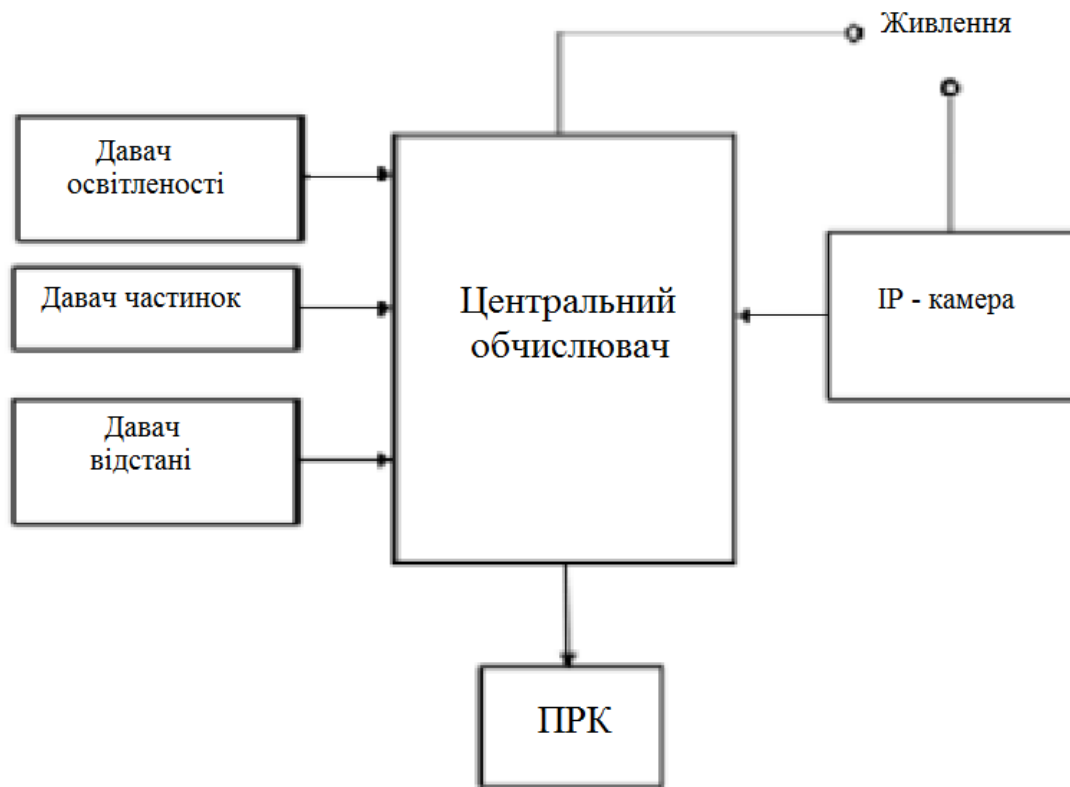 Живлення
Давач
освітленості
Давач частинок
Давач
відстані
Центральний
обчислювач
IP - камера
ПРК